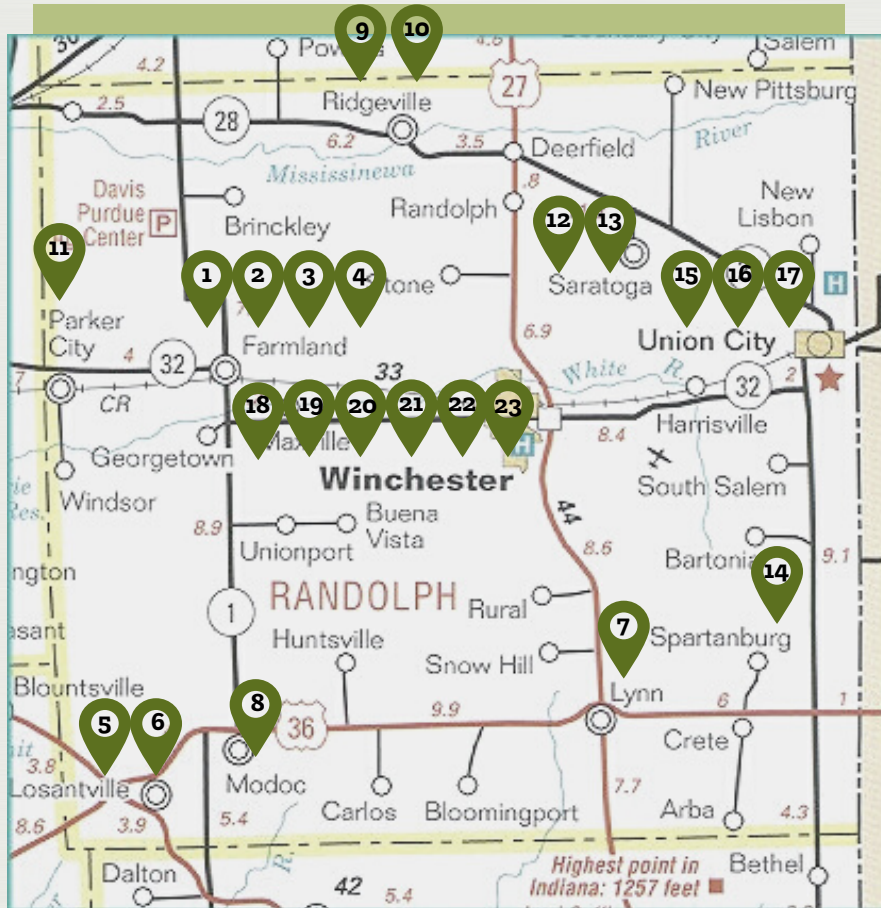 9
10
4.2
Salem
27
New Pittsburg
2.5
Ridgeville
28
6.2
3.5
Deerfield
River
Mississinewa
.8
Davis
Purdue
Center
P
Brinckley
Randolph
New
Lisbon
12
13
11
1
2
3
4
Saratoga
15
16
17
H
Parker
City
4
32
Farmland
33
6.9
Union City
White
R.
32
2
7
CR
18
19
20
21
22
23
H
8.4
Harrisville
Georgetown
Winchester
South Salem
Windsor
8.9
Buena
Vista
Unionport
44
8.6
Bartonia
9.1
14
RANDOLPH
1
Rural
7
Huntsville
Spartanburg
Snow Hill
Blountsville
Lynn
5
6
8
36
9.9
6
1
3.8
Crete
Losantville
Modoc
7.7
8.6
3.9
5.4
Carlos
Bloomingport
Arba
4.3
R.
Highest point in
Indiana: 1257 feet
Bethel
Dalton
42
5.4